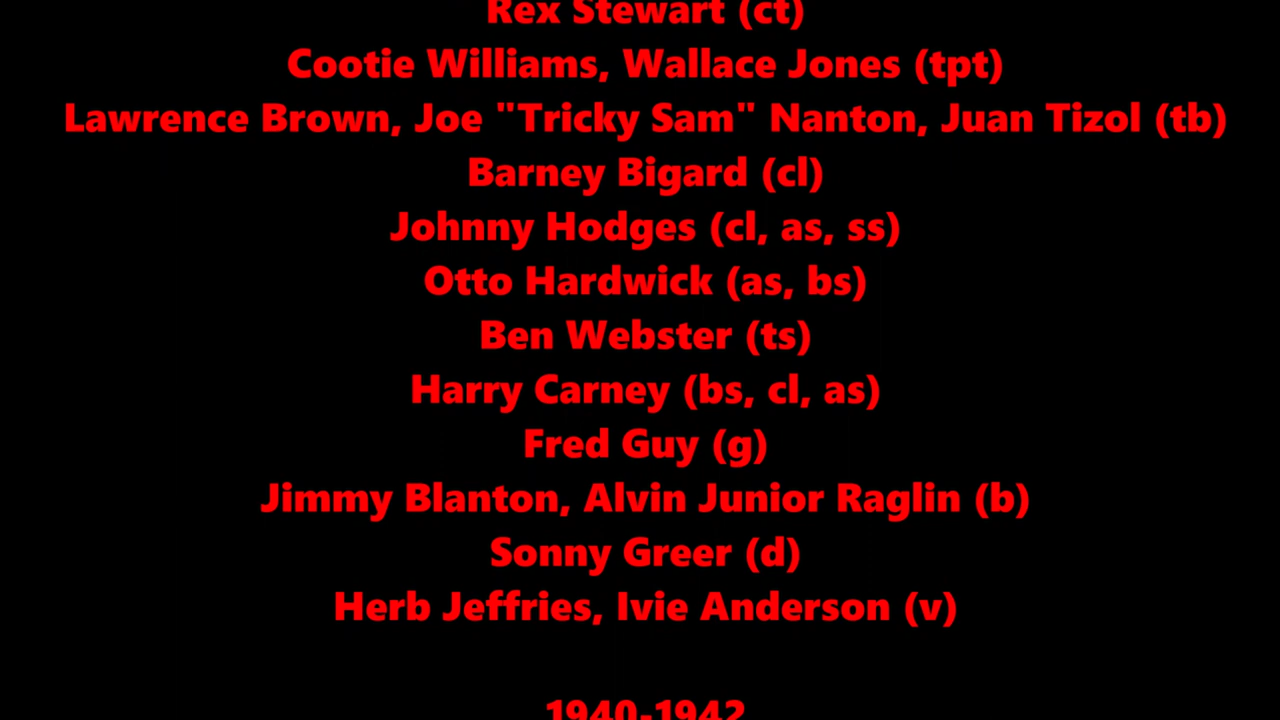 Rex Stewart (ct)
Cootie Williams, Wallace Jones (tpt)
Lawrence Brown, Joe "Tricky Sam" Nanton, Juan Tizol (tb)
Barney Bigard (cl)
Johnny Hodges (cl, as, ss)
Otto Hardwick (as, bs)
Ben Webster (ts)
Harry Carney (bs, cl, as)
Fred Guy (g)
Jimmy Blanton, Alvin Junior Raglin (b)
Sonny Greer (d)
Herb Jeffries, Ivie Anderson (v)
1940-1942